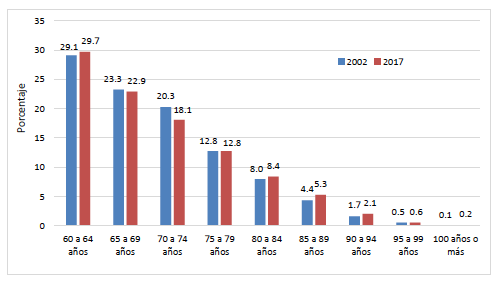 35
30
25
20
15
10
5
0
Porcentaje
2002 2017
29.1 29.7
23.3 22.9
20.3 18.1
12.8 12.8
8.0 8.4
4.4 5.3
1.7 2.1
0.5 0.6
0.1 0.2
60 a 64
años
65 a 69
años
70 a 74
años
75 a 79
años
80 a 84
años
85 a 89
años
90 a 94
años
95 a 99
años
100 años o
más